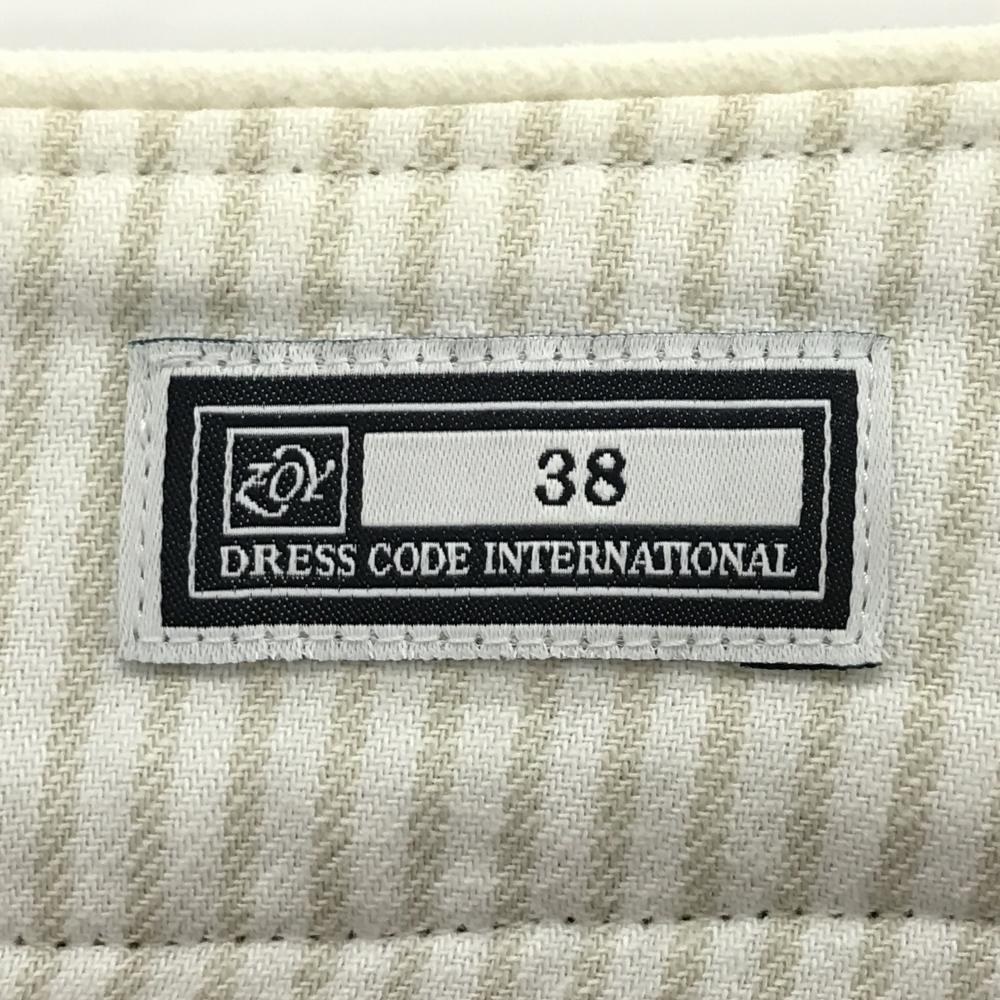 ZOY
38
DRESS CODE INTERNATIONAL